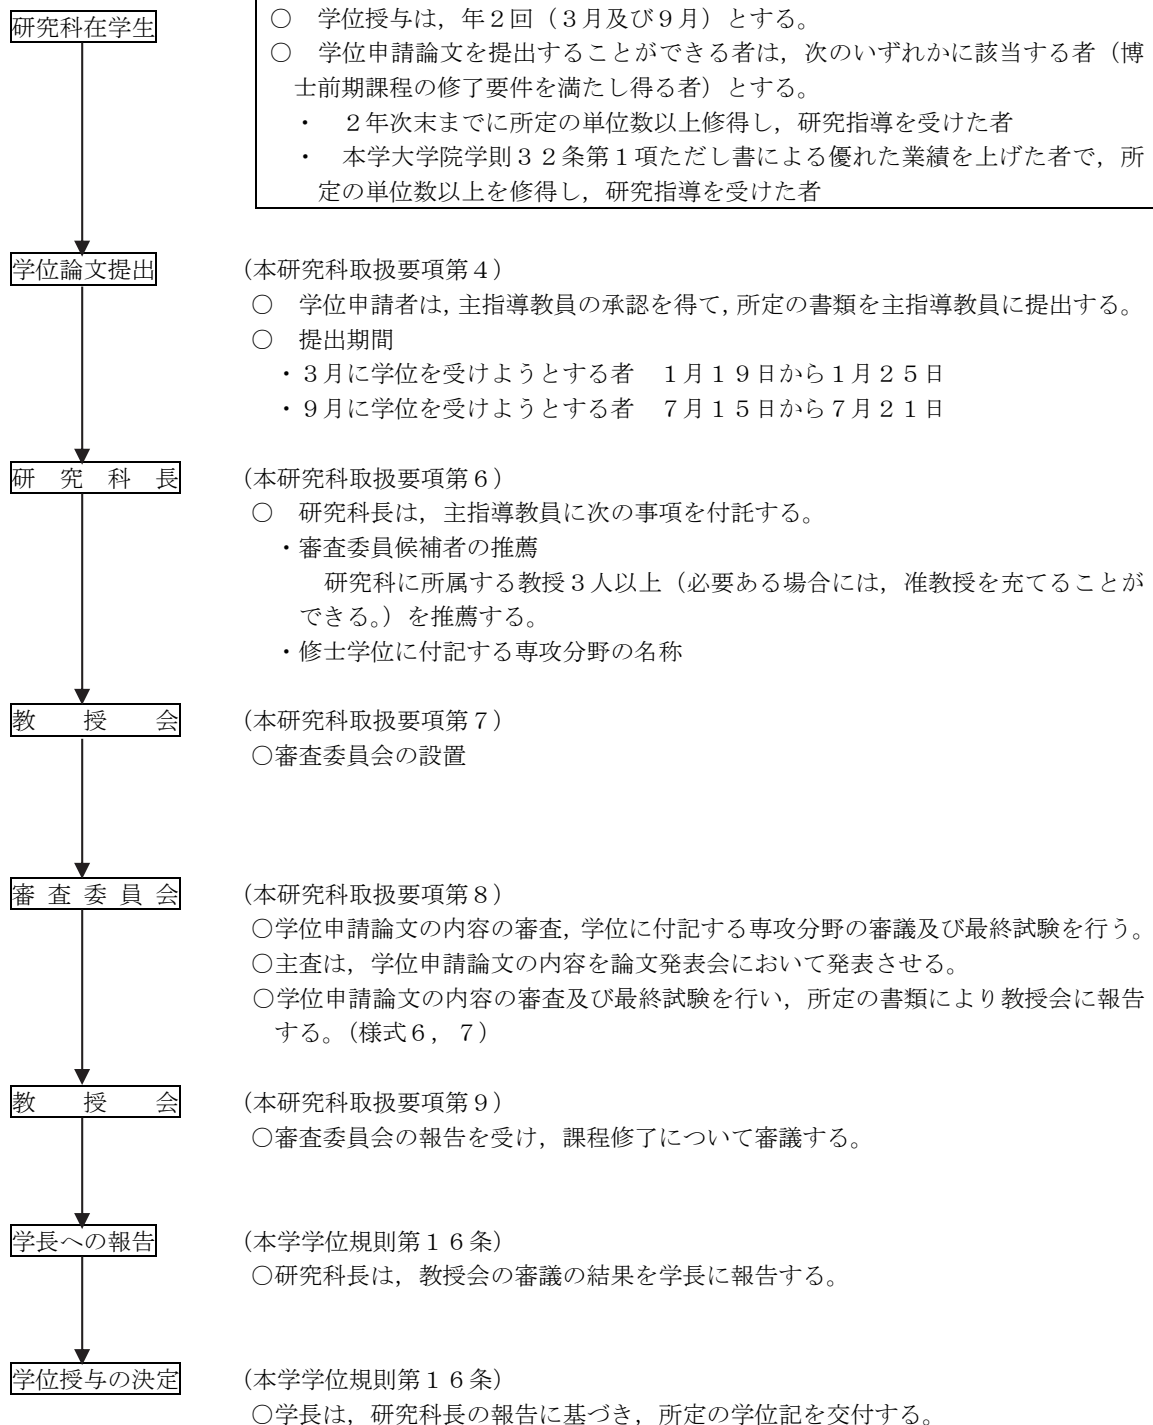 研究科在学生
○　学位授与は，年２回（３月及び９月）とする。
○　学位申請論文を提出することができる者は，次のいずれかに該当する者（博
士前期課程の修了要件を満たし得る者）とする。
・　２年次末までに所定の単位数以上修得し，研究指導を受けた者
・　本学大学院学則３２条第１項ただし書による優れた業績を上げた者で，所
定の単位数以上を修得し，研究指導を受けた者
学位論文提出
（本研究科取扱要項第４）
○　学位申請者は，主指導教員の承認を得て，所定の書類を主指導教員に提出する。
○　提出期間
・３月に学位を受けようとする者　１月１９日から１月２５日
・９月に学位を受けようとする者　７月１５日から７月２１日
研　究　科　長
（本研究科取扱要項第６）
○　研究科長は，主指導教員に次の事項を付託する。
・審査委員候補者の推薦
研究科に所属する教授３人以上（必要ある場合には，准教授を充てることが
できる。）を推薦する。
・修士学位に付記する専攻分野の名称
教　　授　　会
（本研究科取扱要項第７）
○審査委員会の設置
審 査 委 員 会
（本研究科取扱要項第８）
○学位申請論文の内容の審査，学位に付記する専攻分野の審議及び最終試験を行う。
○主査は，学位申請論文の内容を論文発表会において発表させる。
○学位申請論文の内容の審査及び最終試験を行い，所定の書類により教授会に報告
する。（様式６，７）
教　　授　　会
（本研究科取扱要項第９）
○審査委員会の報告を受け，課程修了について審議する。
学長への報告
（本学学位規則第１６条）
○研究科長は，教授会の審議の結果を学長に報告する。
学位授与の決定
（本学学位規則第１６条）
○学長は，研究科長の報告に基づき，所定の学位記を交付する。